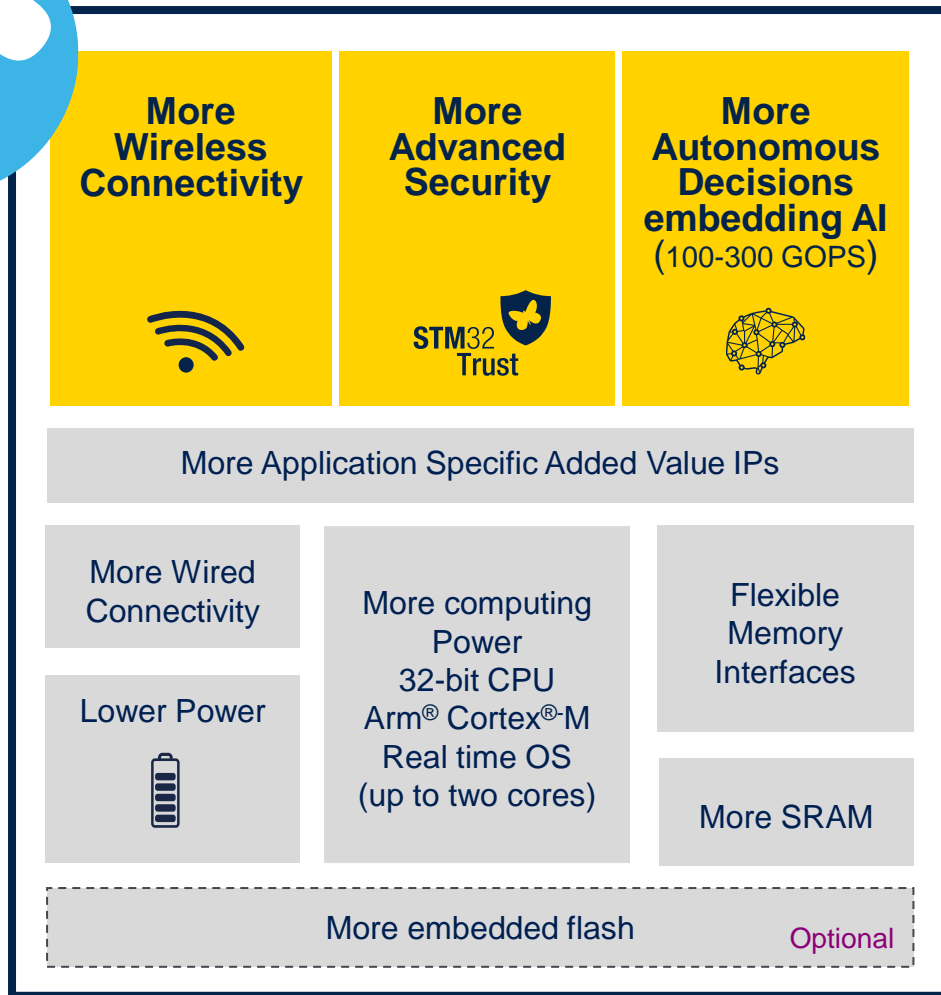 More
Wireless
Connectivity
More
Advanced
Security
STM32
Trust
More
Autonomous
Decisions
embedding AI
(100-300 GOPS)
More Application Specific Added Value IPs
More Wired
Connectivity
Lower Power
More computing
Power
32-bit CPU
Arm® Cortex®-M
Real time OS
(up to two cores)
Flexible
Memory
Interfaces
More SRAM
More embedded flash
Optional